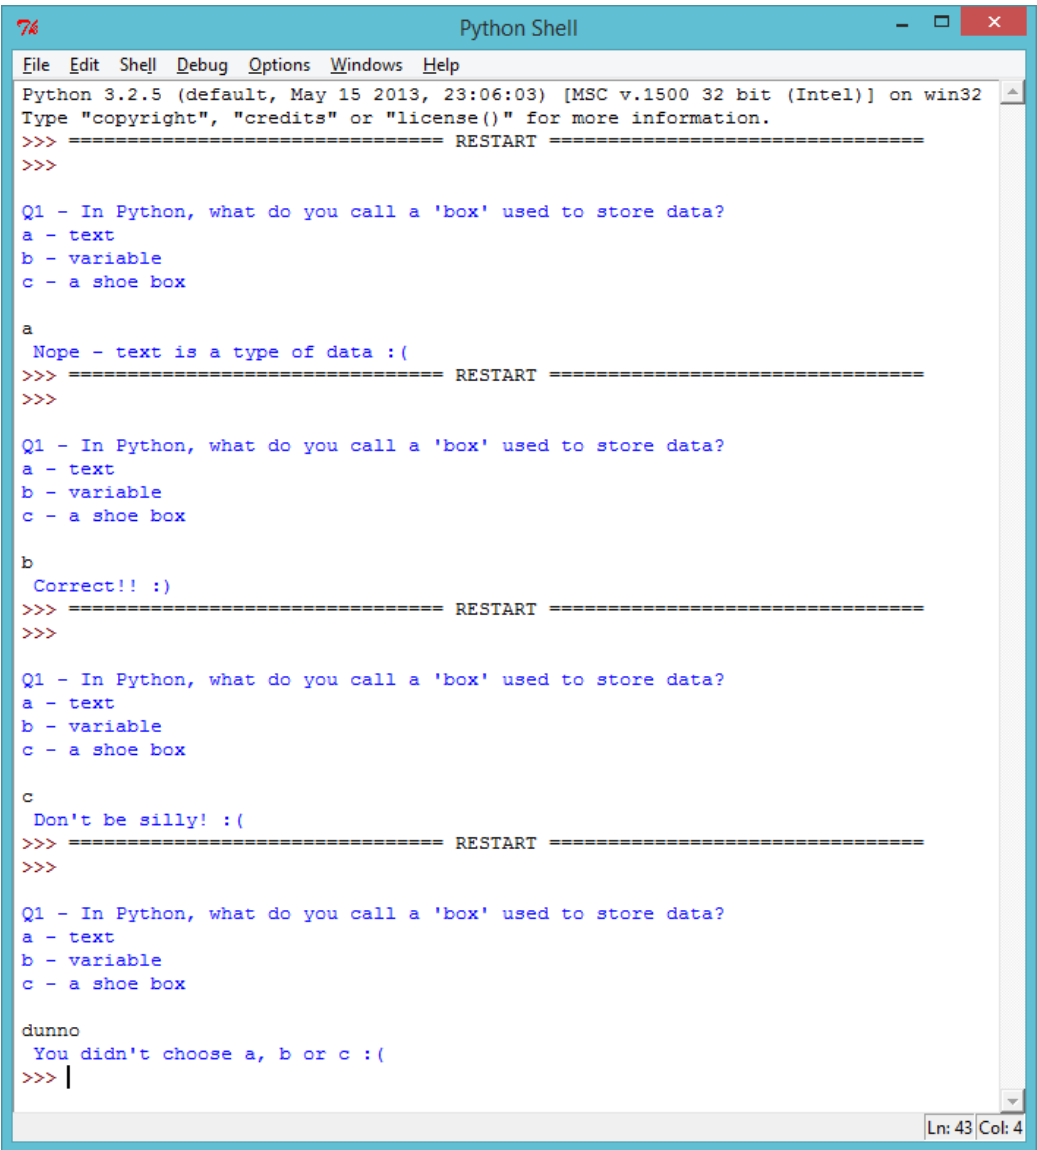 Python Shell
File Edit Shell Debug Options Windows Help
Python 3.2.5 (default, May 15 2013, 23:06:03) [MSC v.1500 32 bit (Intel)] on win32
Type "copyright", "credits" or "license()" for more information.
>>> ================================ RESTART ================================
>>>
Q1 - In Python, what do you call a 'box' used to store data?
a - text
b - variable
c - a shoe box
a
Nope - text is a type of data :(
>>> ================================ RESTART ================================
>>>
Q1 - In Python, what do you call a 'box' used to store data?
a - text
b - variable
c - a shoe box
b
Correct!! :)
>>> ================================ RESTART ================================
>>>
Q1 - In Python, what do you call a 'box' used to store data?
a - text
b - variable
c - a shoe box
c
Don't be silly! :(
>>> ================================ RESTART ================================
>>>
Q1 - In Python, what do you call a 'box' used to store data?
a - text
b - variable
c - a shoe box
dunno
You didn't choose a, b or c :(
>>>
Ln: 43 Col: 4